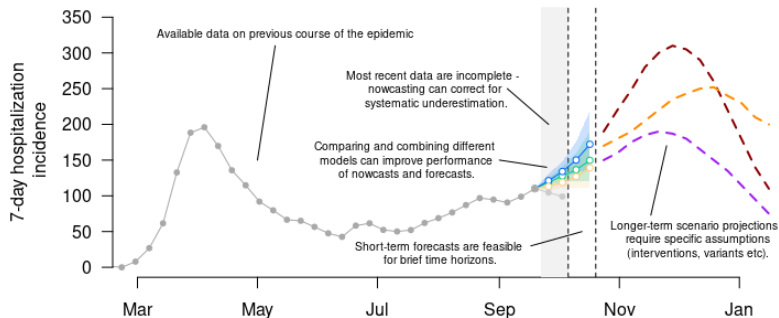 350
300
250
200
150
100
50
0
7-day hospitalization
incidence
Available data on previous course of the epidemic
Most recent data are incomplete -
nowcasting can correct for
systematic underestimation.
Comparing and combining different
models can improve performance
of nowcasts and forecasts.
Short-term forecasts are feasible
for brief time horizons.
Longer-term scenario projections
require specific assumptions
(interventions, variants etc).
Mar May Jul Sep Nov Jan